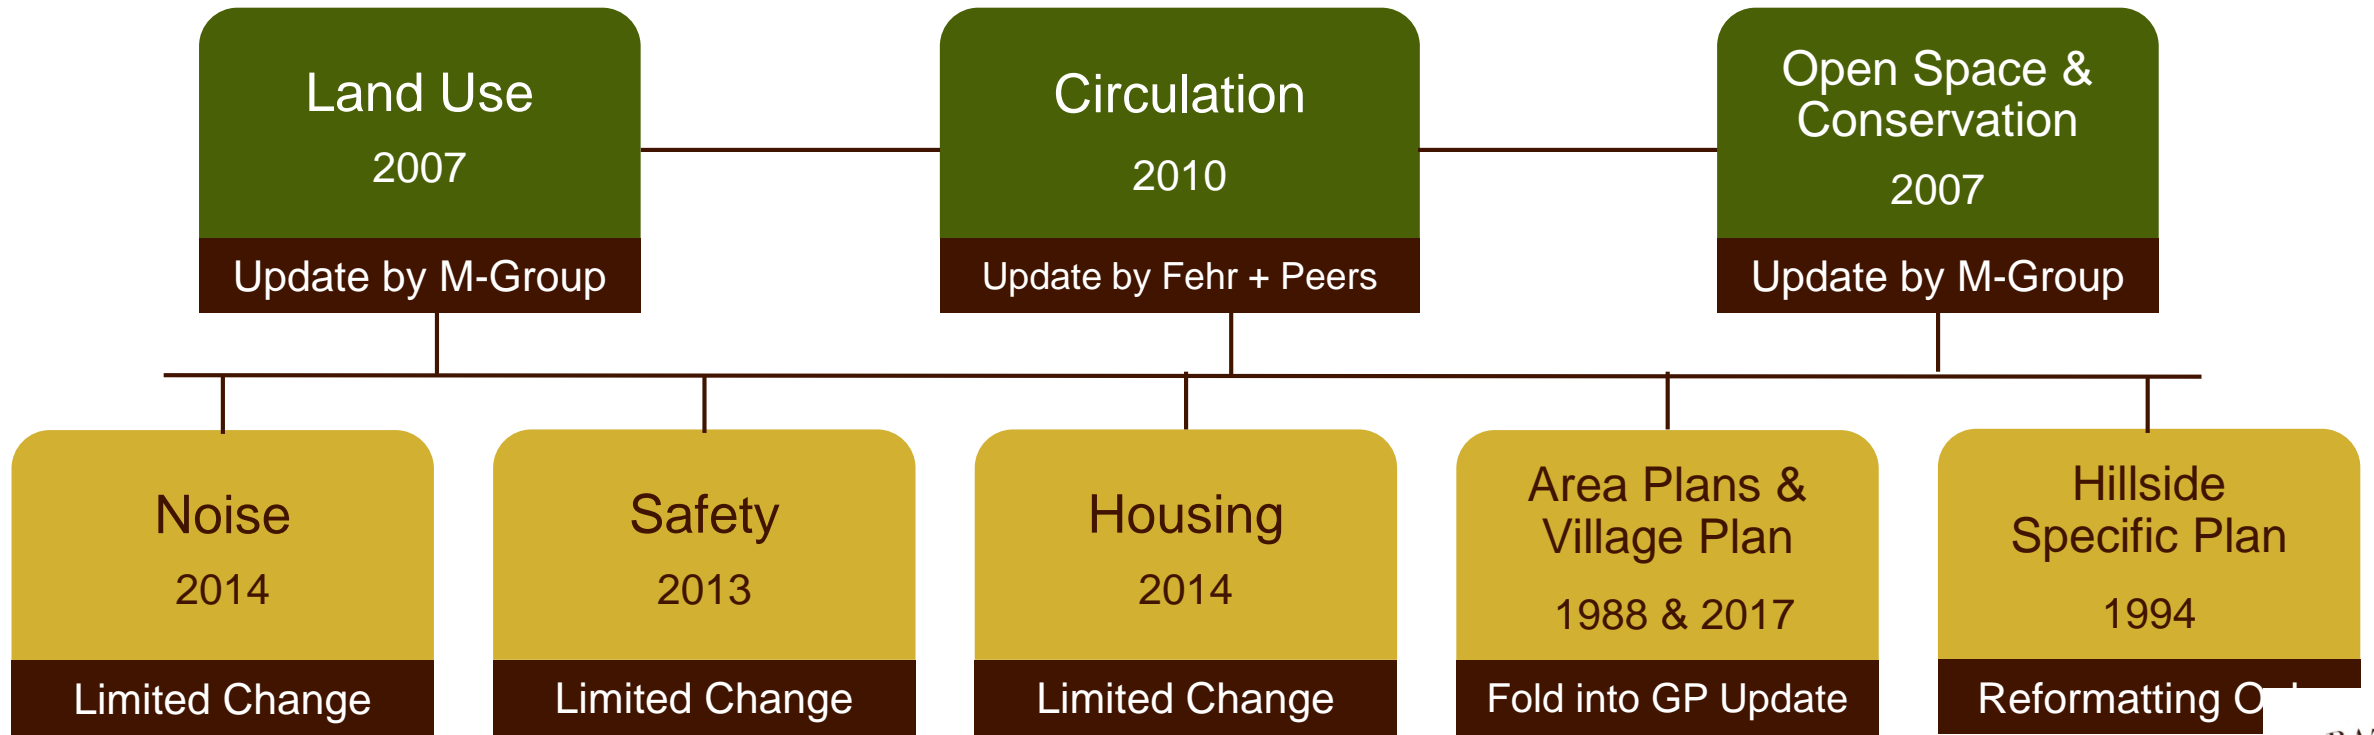 Land Use
2007
Update by M-Group
Circulation
2010
Update by Fehr + Peers
Open Space &
Conservation
2007
Update by M-Group
Noise
2014
Limited Change
Safety
2013
Limited Change
Housing
2014
Limited Change
Area Plans &
Village Plan
1988 & 2017
Fold into GP Update
Hillside
Specific Plan
1994
Reformatting